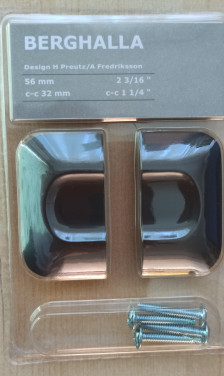 BERGHALLA
Design H Preutz/A Fredriksson
56 mm 2 3/16 "
c-c 32 mm c-c 1 1/4 "